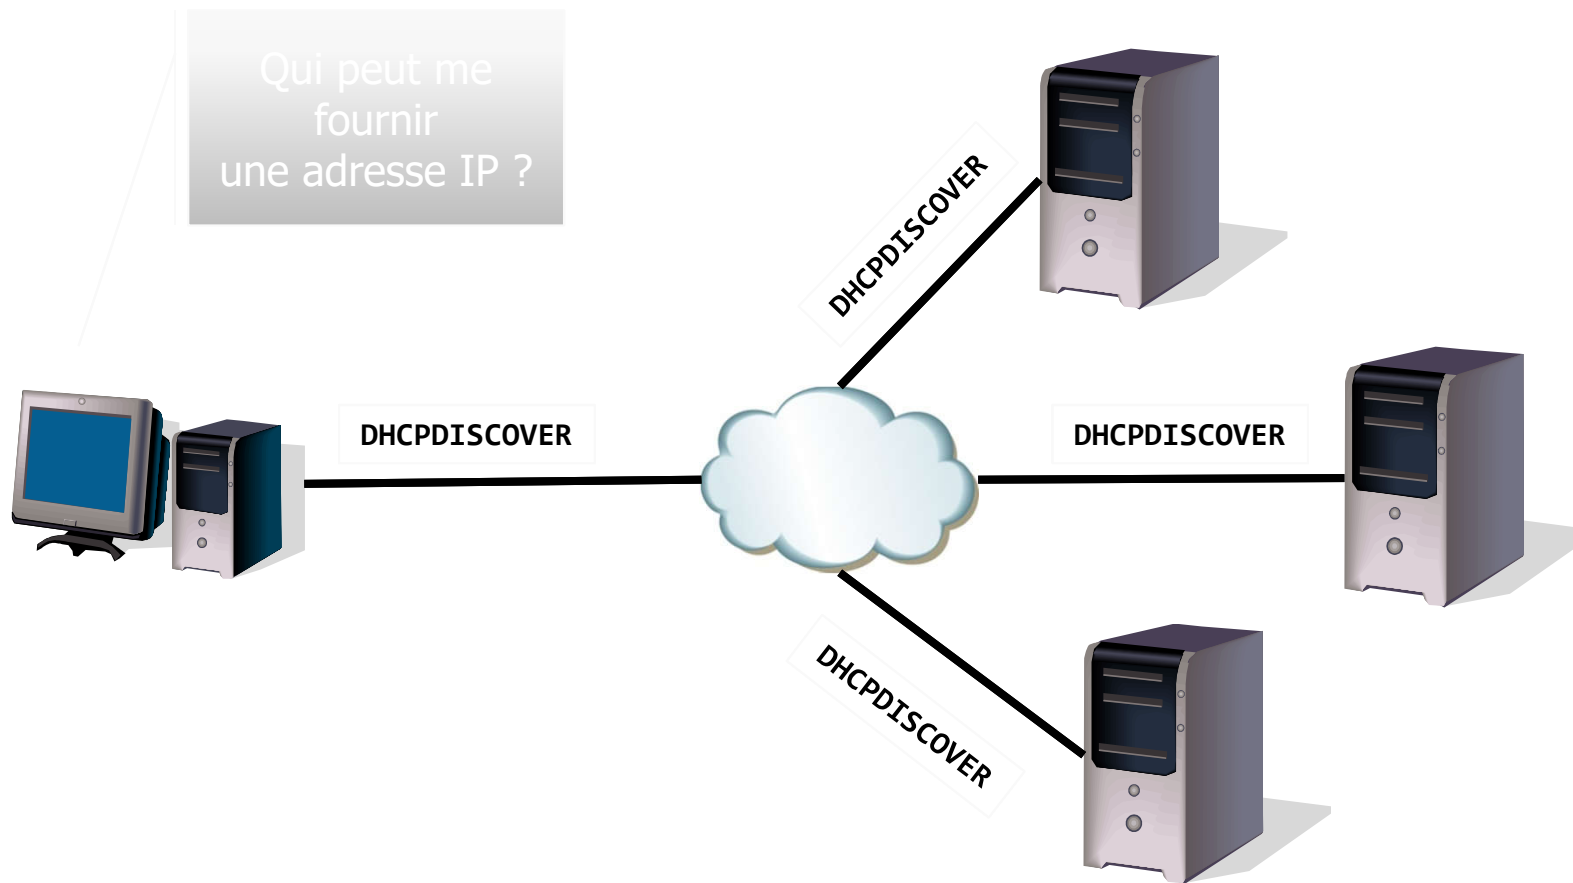 Qui peut me
fournir
une adresse IP ?
DHCPDISCOVER
DHCPDISCOVER
DHCPDISCOVER
DHCPDISCOVER